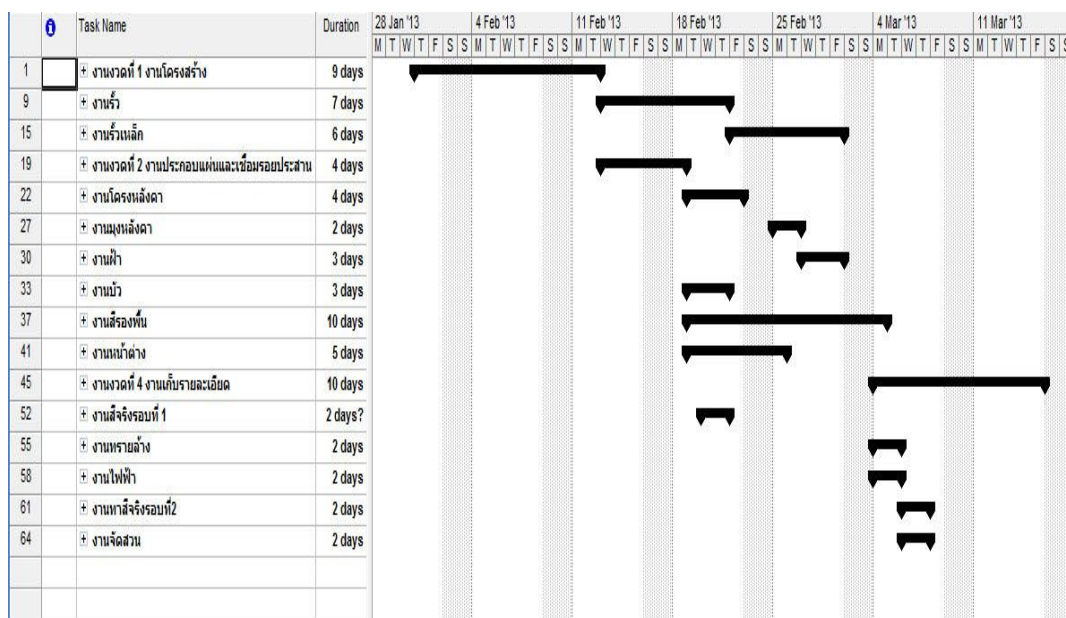 Task Name Duration 28 Jan '13 4 Feb '13 11 Feb '13 18 Feb '13 25 Feb '13 4 Mar '13 11 Mar '13
M T W T F S S M T W T F S S M T W T F S S M T W T F S S M T W T F S S M T W T F S S M T W T F S S
1 งานงวดที่ 1 งานโครงสร้าง 9 days
9 งานรั้ว 7 days
15 งานรั้วเหล็ก 6 days
19 งานงวดที่ 2 งานประกอบแผ่นและเชื่อมรอยประสาน 4 days
22 งานโครงหลังคา 4 days
27 งานมุงหลังคา 2 days
30 งานฝ้า 3 days
33 งานบัว 3 days
37 งานสีรองพื้น 10 days
41 งานหน้าต่าง 5 days
45 งานงวดที่ 4 งานเก็บรายละเอียด 10 days
52 งานสีจริงรอบที่ 1 2 days?
55 งานทรายล้าง 2 days
58 งานไฟฟ้า 2 days
61 งานทาสีจริงรอบที่2 2 days
64 งานจัดสวน 2 days